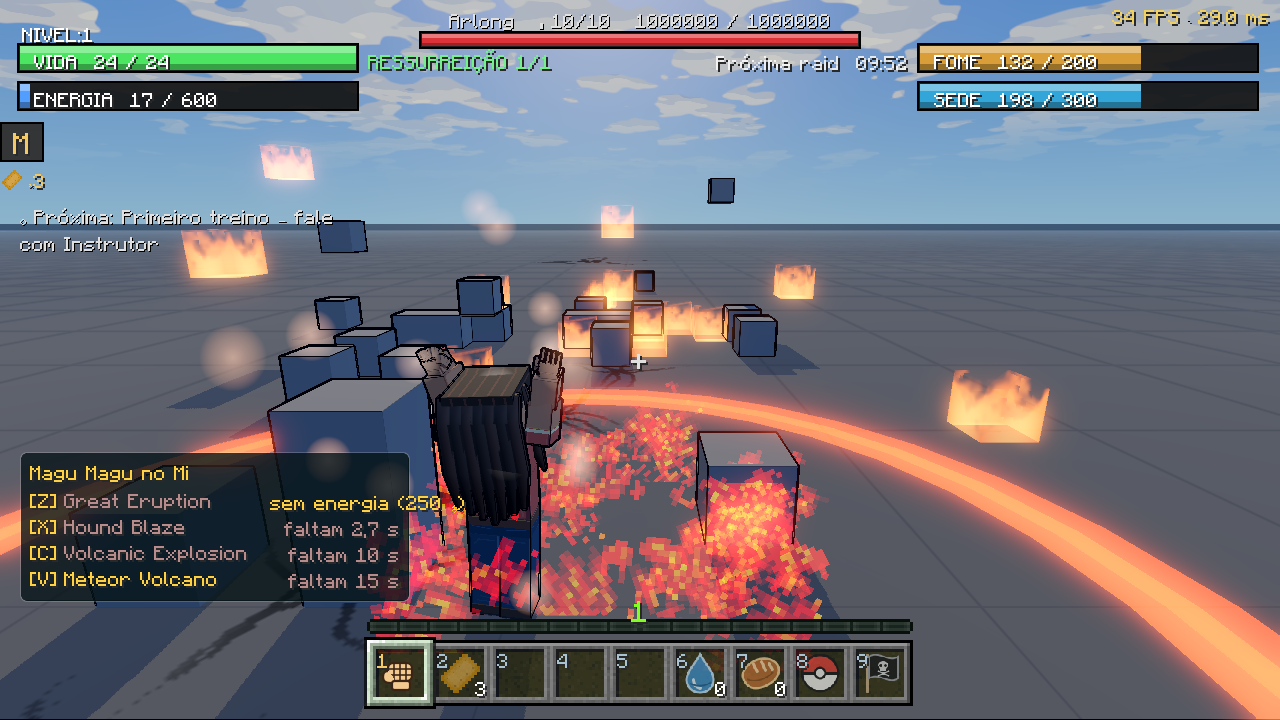 Arlong .10/10 1000000 / 1000000
34 FPS . 29.0 ms
NIVEL:1
VIDA 24 / 24
RESSURREIÇÃO 1/1
Próxima raid 09:52
FOME 132 / 200
ENERGIA 17 / 600
SEDE 198 / 300
M
.3
. Próxima: Primeiro treino - fale
com Instrutor
Magu Magu no Mi
[Z] Great Eruption sem energia (250 .)
[X] Hound Blaze faltam 2,7 s
[C] Volcanic Explosion faltam 10 s
[V] Meteor Volcano faltam 15 s
1
1 2 3 4 5 6 7 8 9
3 0 0